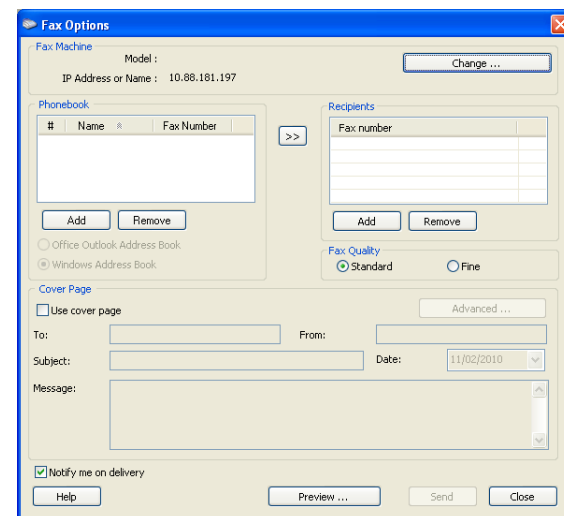 Fax Options
Fax Machine
Model :
Change ...
IP Address or Name : 10.88.181.197
Phonebook
Recipients
# Name Fax Number
>>
Fax number
Add Remove
Add Remove
Office Outlook Address Book
Windows Address Book
Fax Quality
Standard Fine
Cover Page
Use cover page
Advanced ...
To: From:
Subject: Date: 11/02/2010
Message:
Notify me on delivery
Help Preview ... Send Close